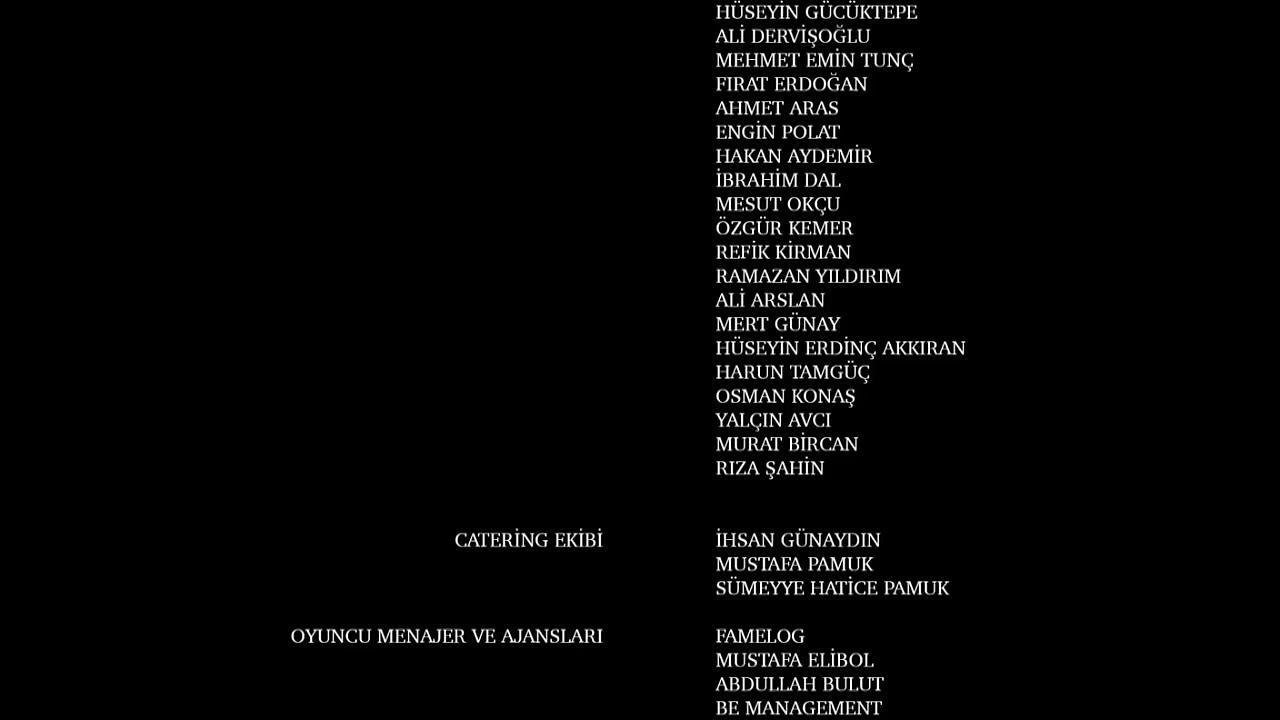 HÜSEYİN GÜCÜKTEPE
ALİ DERVİŞOĞLU
MEHMET EMİN TUNÇ
FIRAT ERDOĞAN
AHMET ARAS
ENGİN POLAT
HAKAN AYDEMİR
İBRAHİM DAL
MESUT OKÇU
ÖZGÜR KEMER
REFİK KİRMAN
RAMAZAN YILDIRIM
ALİ ARSLAN
MERT GÜNAY
HÜSEYİN ERDİNÇ AKKIRAN
HARUN TAMGÜÇ
OSMAN KONAŞ
YALÇIN AVCI
MURAT BİRCAN
RIZA ŞAHİN
CATERİNG EKİBİ İHSAN GÜNAYDIN
MUSTAFA PAMUK
SÜMEYYE HATİCE PAMUK
OYUNCU MENAJER VE AJANSLARI FAMELOG
MUSTAFA ELİBOL
ABDULLAH BULUT
BE MANAGEMENT